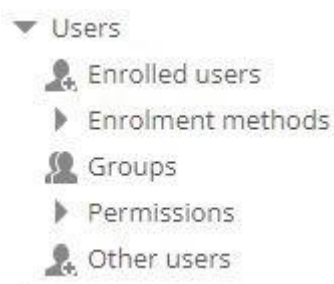 Users
Enrolled users
Enrolment methods
Groups
Permissions
Other users